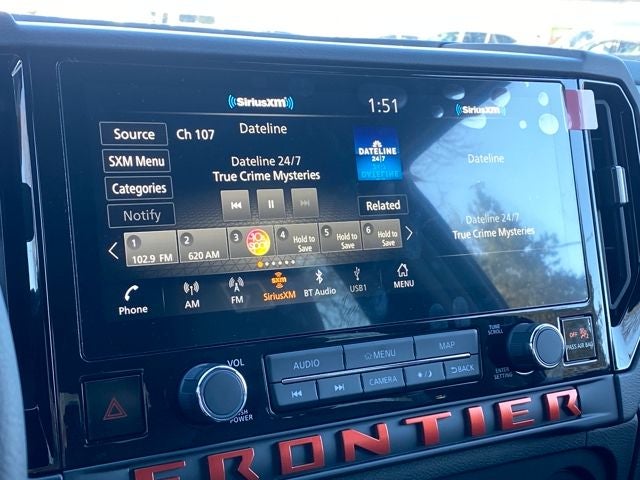 SiriusXM
1:51
SiriusXM
Source
Ch 107
Dateline
SXM Menu
Dateline 24/7
True Crime Mysteries
DATELINE
24/7
Dateline
Categories
Notify
Related
Dateline 24/7
True Crime Mysteries
1
102.9 FM
2
620 AM
3
4
Hold to
Save
5
Hold to
Save
6
Hold to
Save
Phone
AM
FM
SXM
SiriusXM
BT Audio
USB1
MENU
VOL
PUSH
POWER
AUDIO
MENU
MAP
CAMERA
BACK
TUNE
SCROLL
ENTER
SETTING
OFF
PASS AIR BAG
FRONTIER